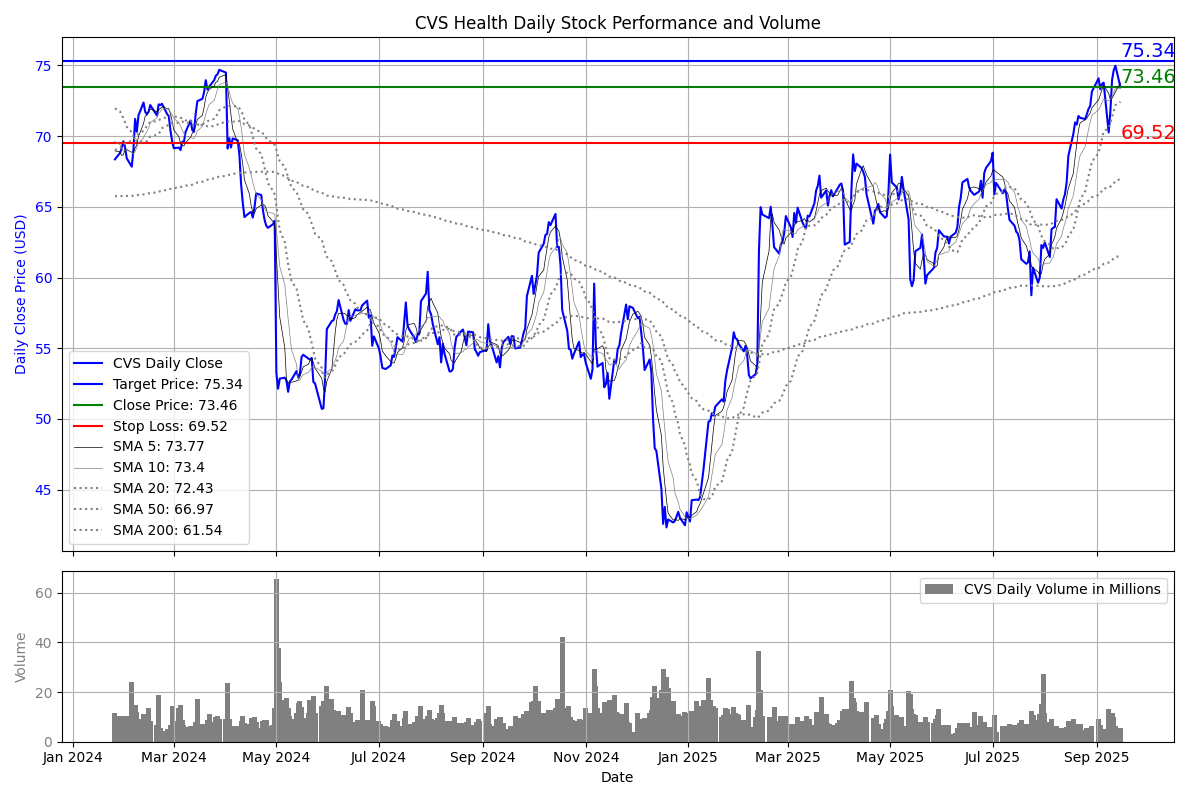 CVS Health Daily Stock Performance and Volume
75.34
73.46
69.52
75
70
65
60
55
50
45
Daily Close Price (USD)
CVS Daily Close
Target Price: 75.34
Close Price: 73.46
Stop Loss: 69.52
SMA 5: 73.77
SMA 10: 73.4
SMA 20: 72.43
SMA 50: 66.97
SMA 200: 61.54
CVS Daily Volume in Millions
60
40
20
0
Volume
Jan 2024 Mar 2024 May 2024 Jul 2024 Sep 2024 Nov 2024 Jan 2025 Mar 2025 May 2025 Jul 2025 Sep 2025
Date